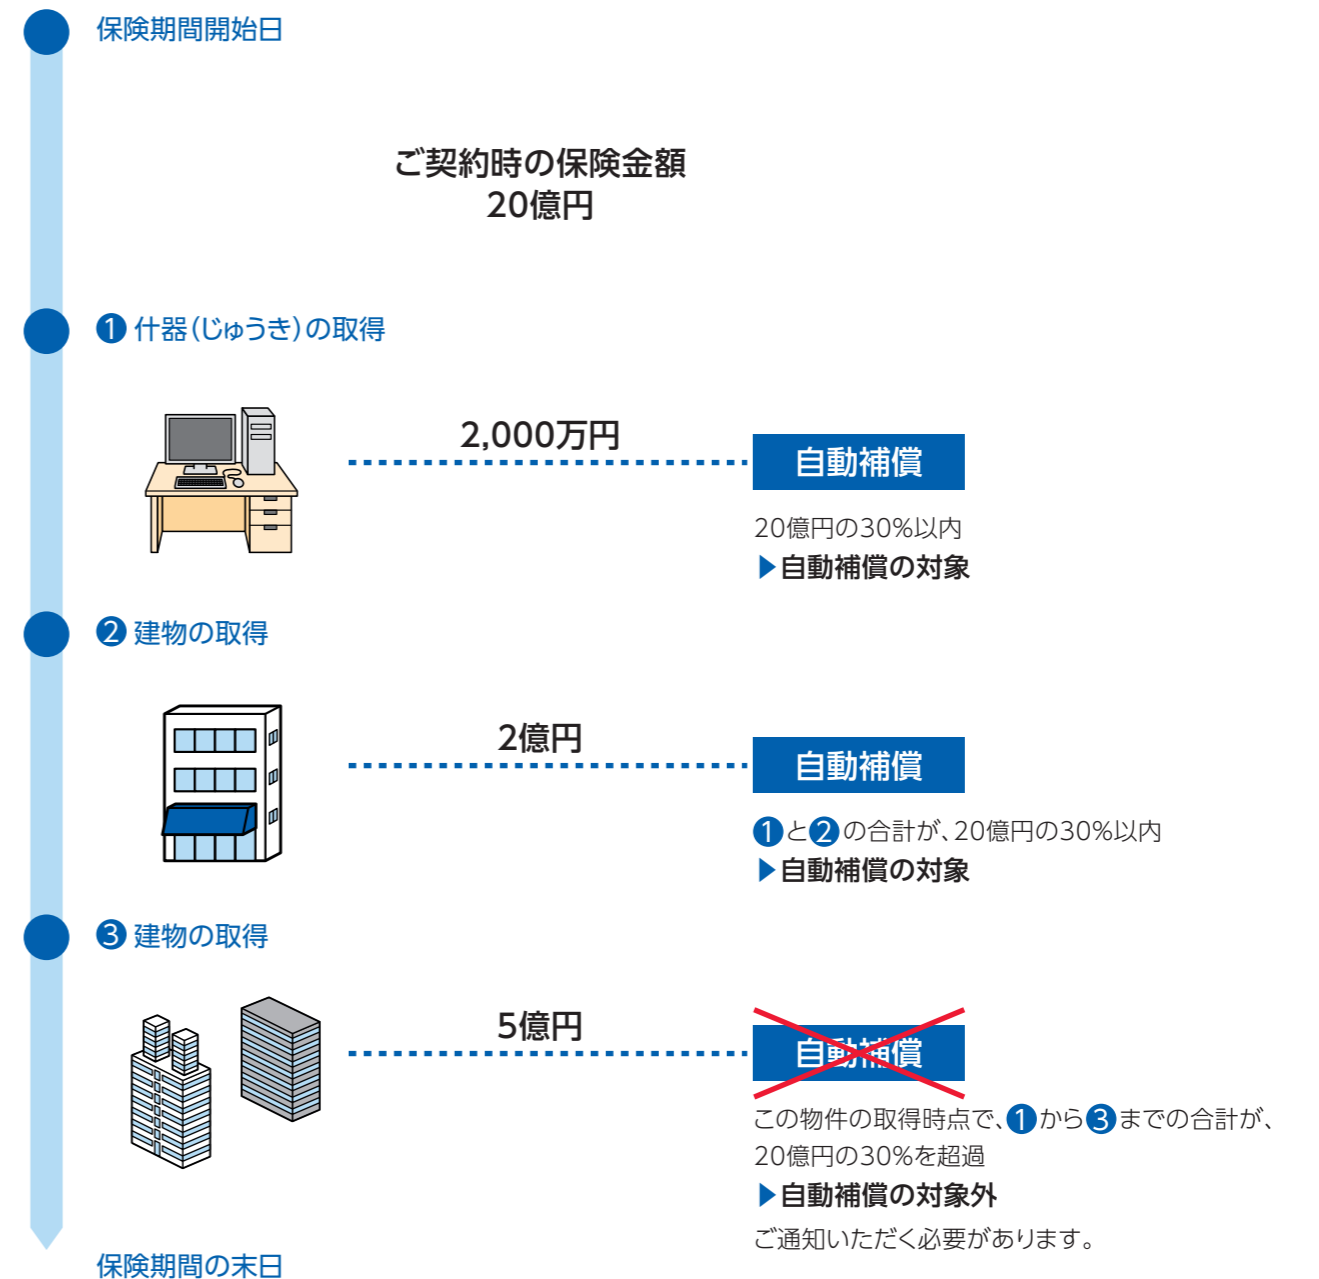 保険期間開始日
ご契約時の保険金額
20億円
❶ 什器(じゅうき)の取得
2,000万円
自動補償
20億円の30%以内
▶自動補償の対象
❷ 建物の取得
2億円
自動補償
❶と❷の合計が、20億円の30%以内
▶自動補償の対象
❸ 建物の取得
5億円
自動補償
この物件の取得時点で、❶から❸までの合計が、
20億円の30%を超過
▶自動補償の対象外
ご通知いただく必要があります。
保険期間の末日